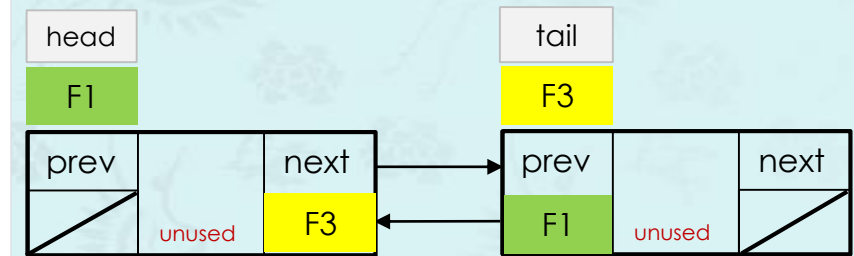 head
tail
F1
F3
prev
next
prev
next
unused
F3
F1
unused